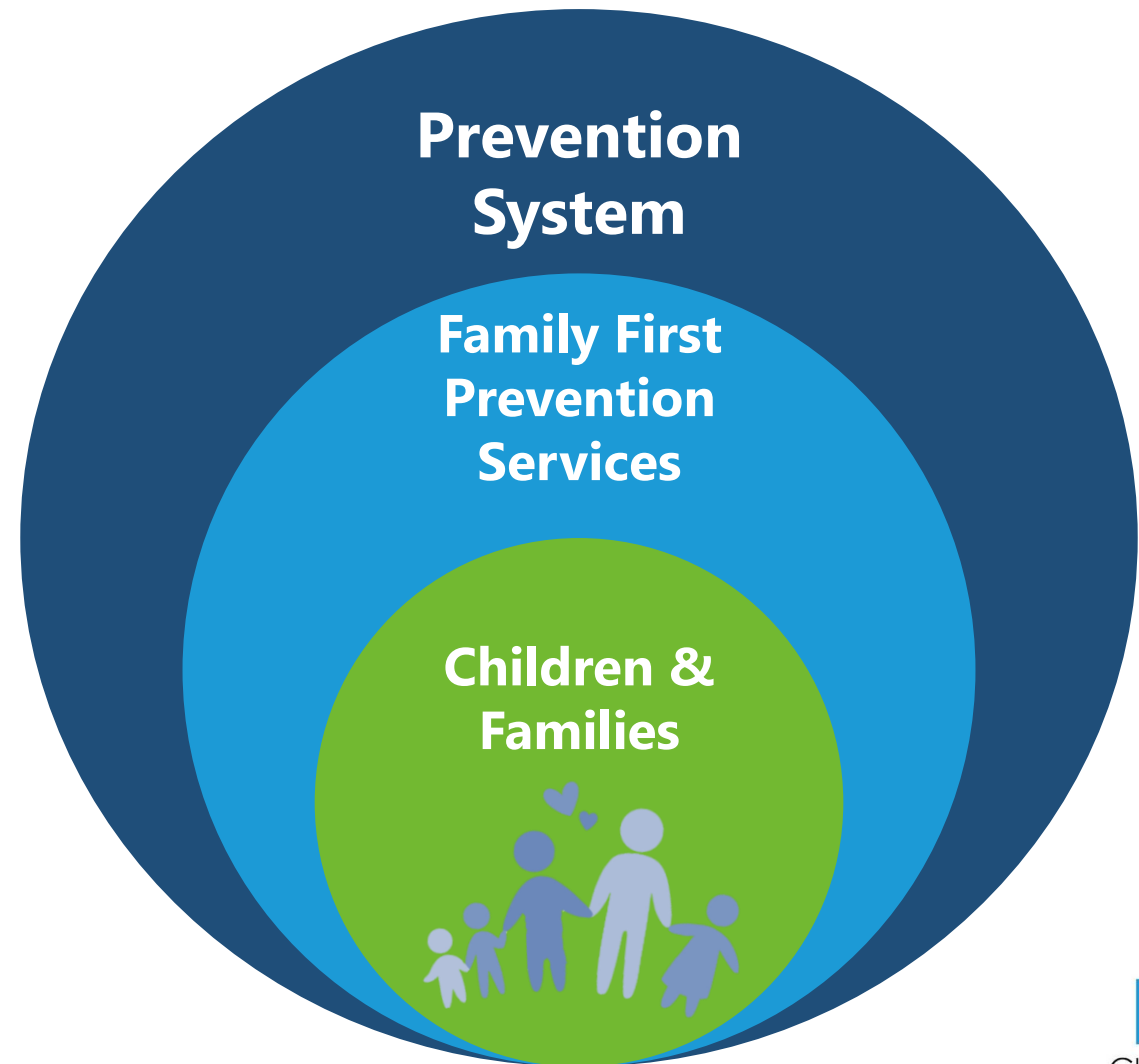 Prevention
System
Family First
Prevention
Services
Children &
Families